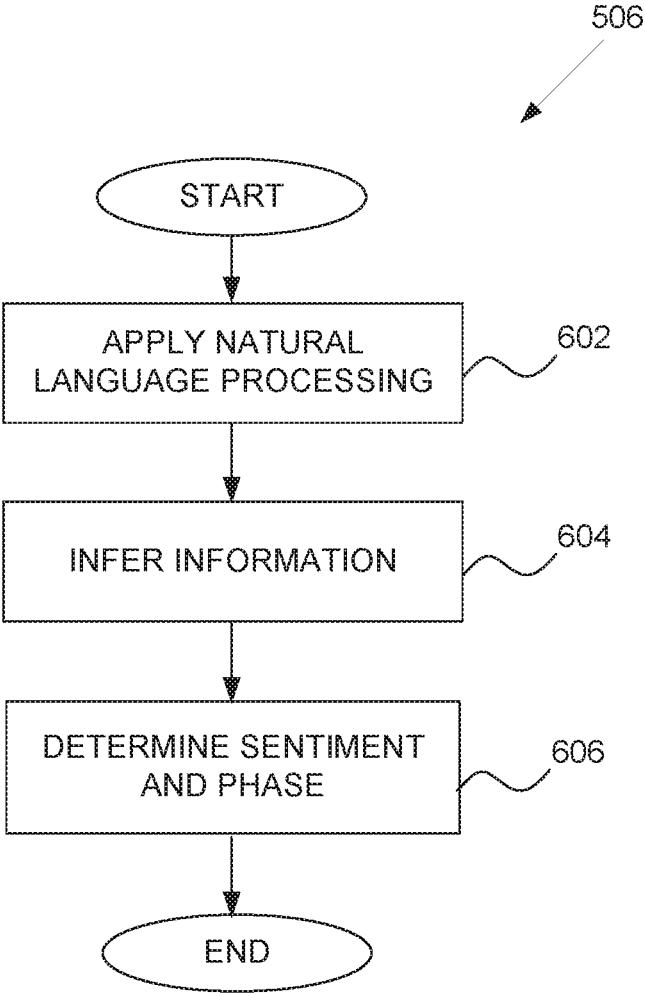 506
START
APPLY NATURAL
LANGUAGE PROCESSING
602
INFER INFORMATION
604
DETERMINE SENTIMENT
AND PHASE
606
END